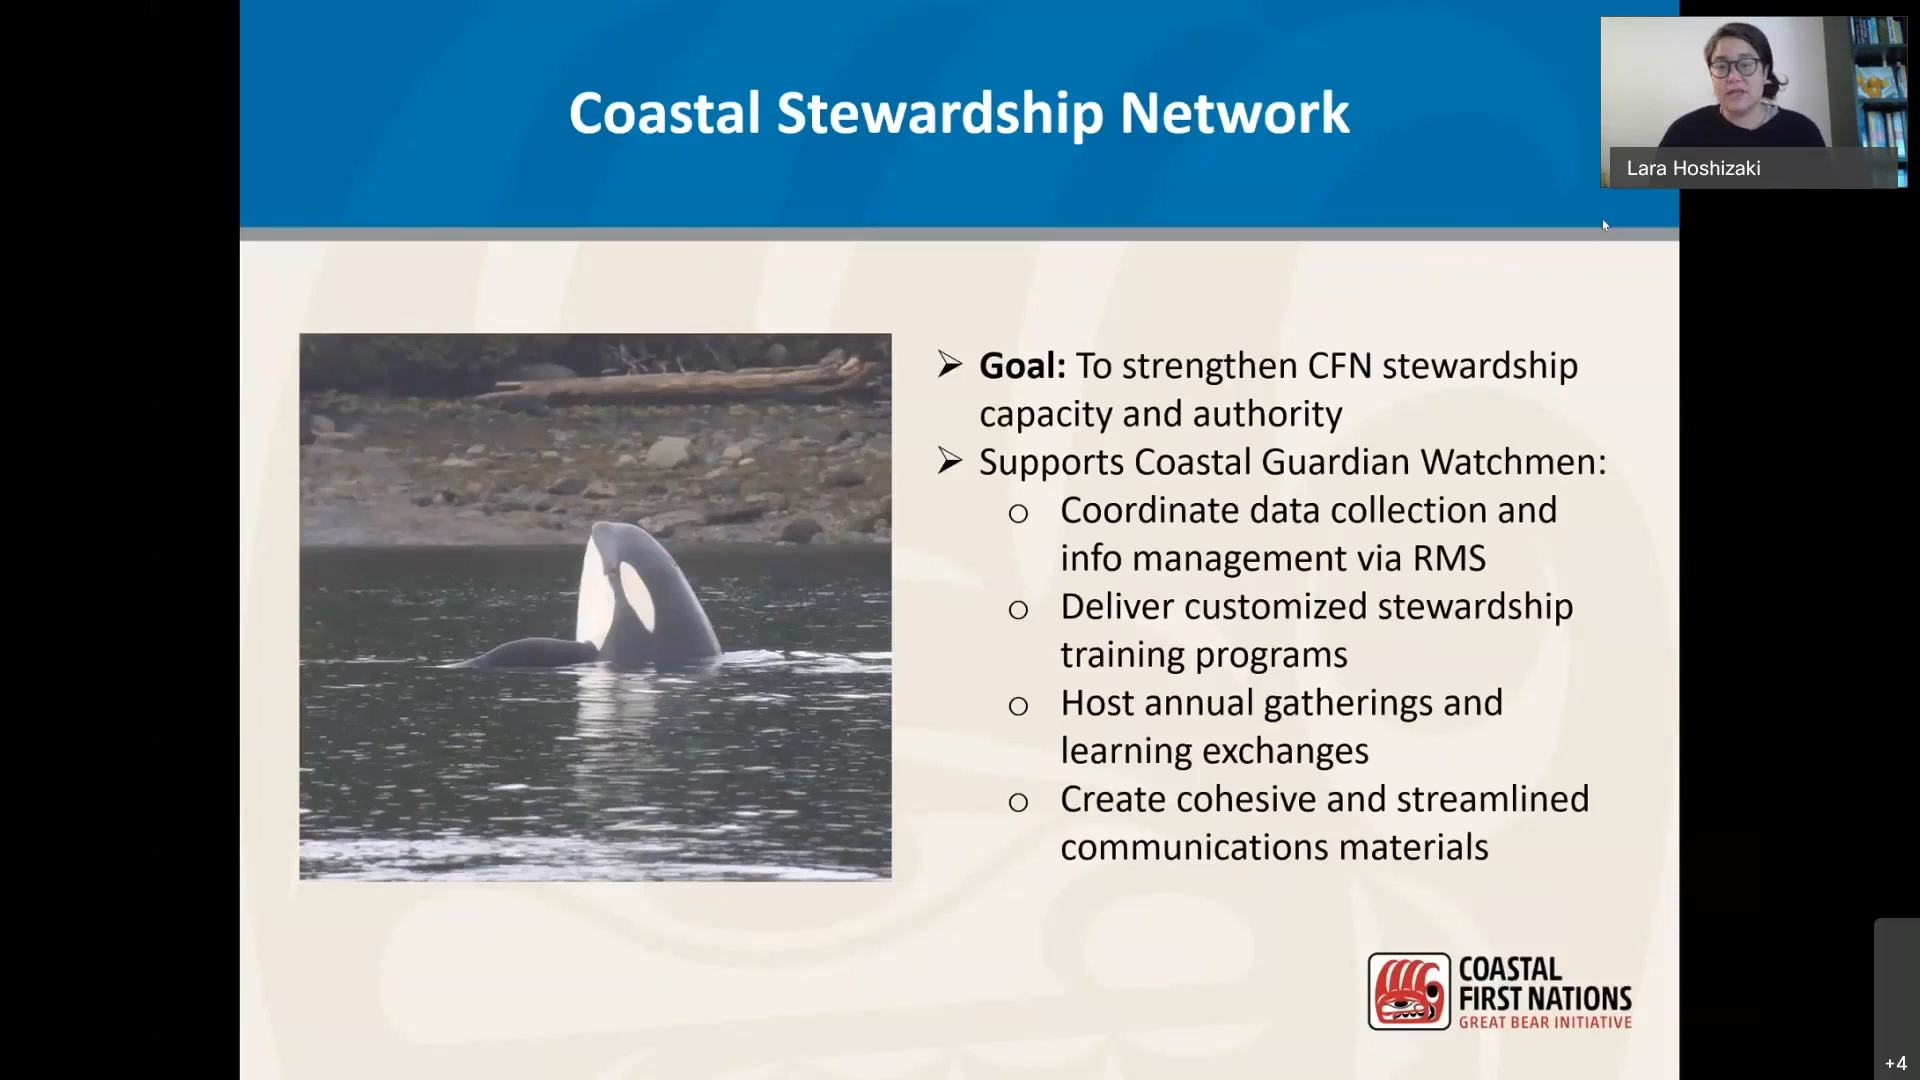 Coastal Stewardship Network
Lara Hoshizaki
➢ Goal: To strengthen CFN stewardship
capacity and authority
➢ Supports Coastal Guardian Watchmen:
o Coordinate data collection and
info management via RMS
o Deliver customized stewardship
training programs
o Host annual gatherings and
learning exchanges
o Create cohesive and streamlined
communications materials
COASTAL
FIRST NATIONS
GREAT BEAR INITIATIVE
+4